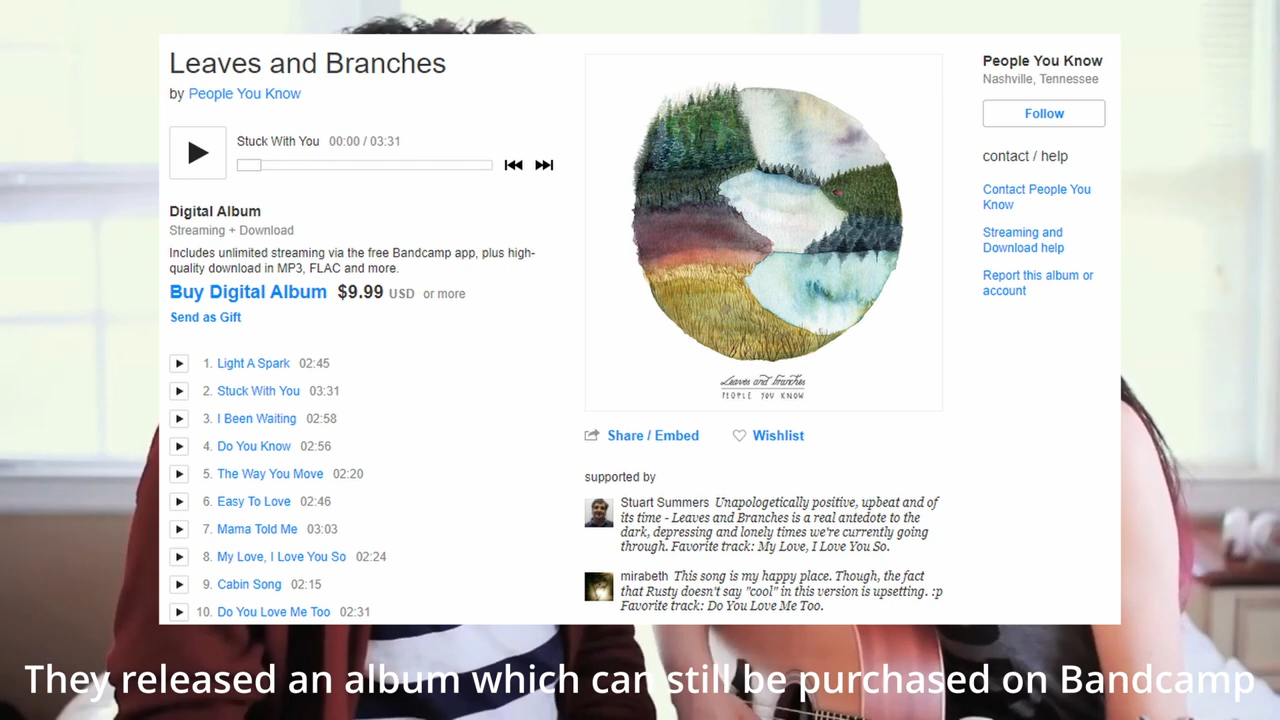 Leaves and Branches
by People You Know
Stuck With You 00:00 / 03:31
Digital Album
Streaming + Download
Includes unlimited streaming via the free Bandcamp app, plus high-
quality download in MP3, FLAC and more.
Buy Digital Album $9.99 USD or more
Send as Gift
1. Light A Spark 02:45
2. Stuck With You 03:31
3. I Been Waiting 02:58
4. Do You Know 02:56
5. The Way You Move 02:20
6. Easy To Love 02:46
7. Mama Told Me 03:03
8. My Love, I Love You So 02:24
9. Cabin Song 02:15
10. Do You Love Me Too 02:31
Leaves and branches
PEOPLE YOU KNOW
Share / Embed Wishlist
supported by
Stuart Summers Unapologetically positive, upbeat and of
its time - Leaves and Branches is a real antedote to the
dark, depressing and lonely times we're currently going
through. Favorite track: My Love, I Love You So.
mirabeth This song is my happy place. Though, the fact
that Rusty doesn't say "cool" in this version is upsetting. :p
Favorite track: Do You Love Me Too.
People You Know
Nashville, Tennessee
Follow
contact / help
Contact People You
Know
Streaming and
Download help
Report this album or
account
They released an album which can still be purchased on Bandcamp